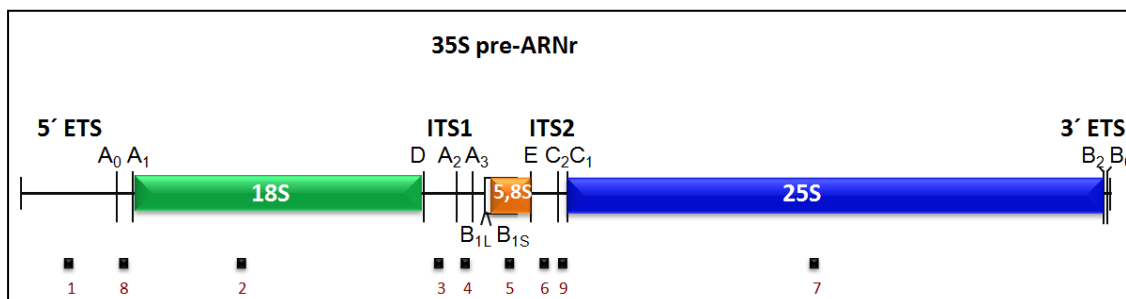 35S pre-ARNr
5´ ETS ITS1 ITS2 3´ ETS
A₀ A₁ D A₂ A₃ E C₂ C₁ B₂
18S 5,8S 25S
B₁L B₁S
1 8 2 3 4 5 6 9 7